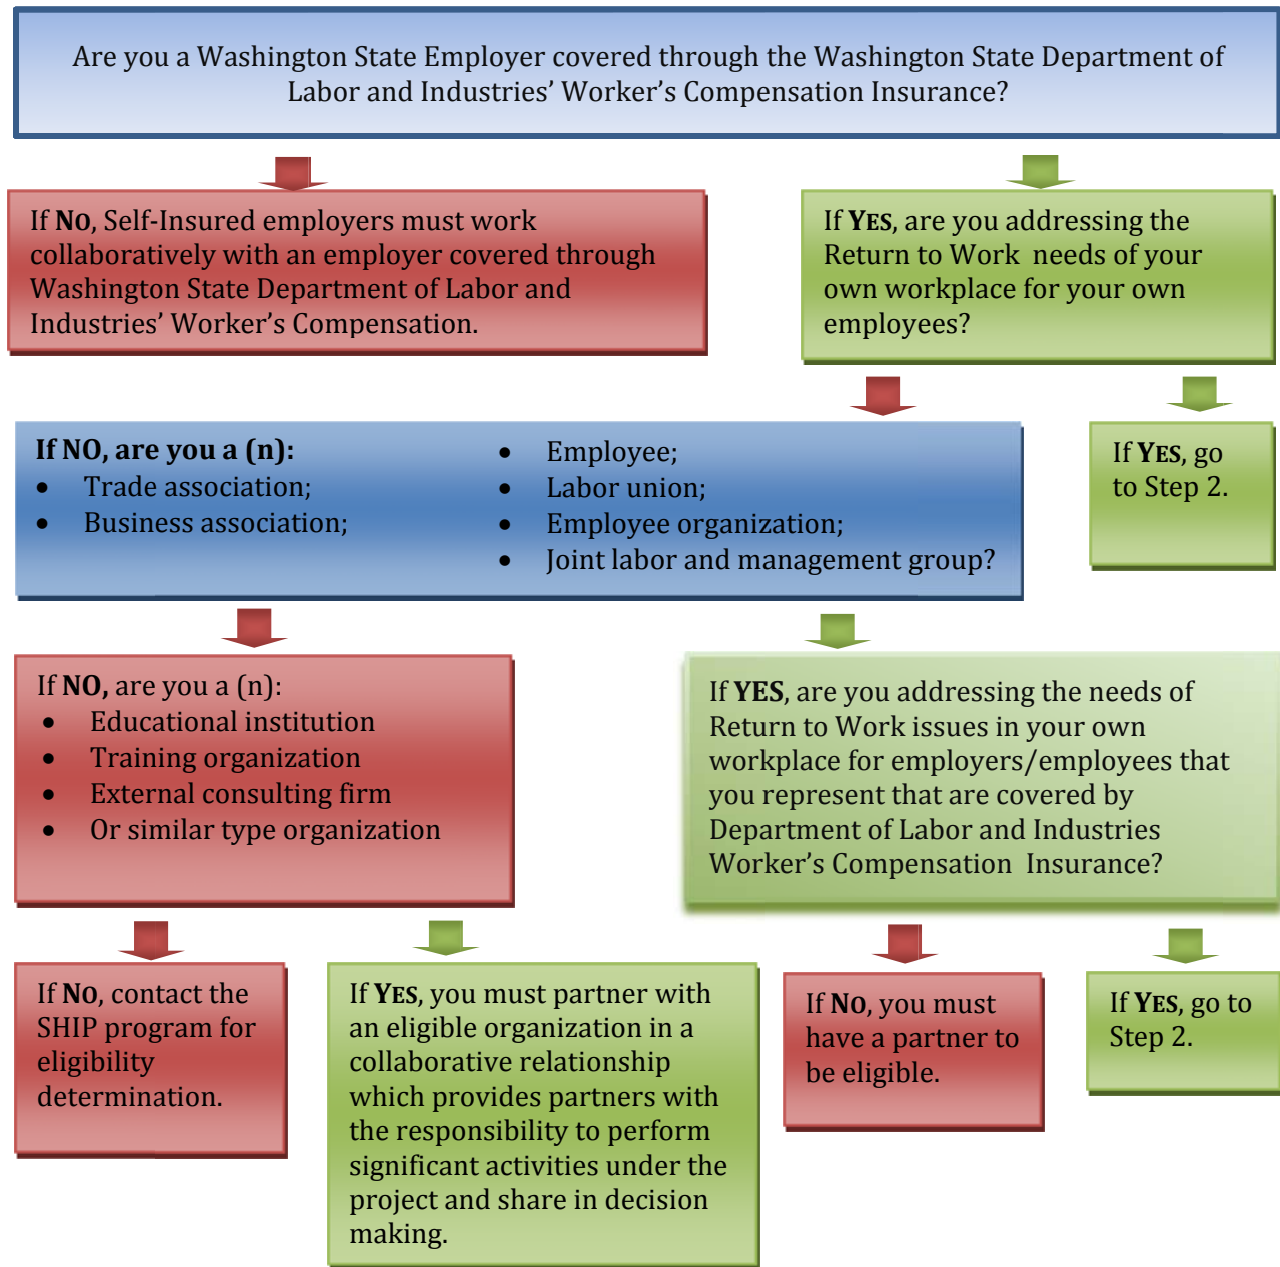 Are you a Washington State Employer covered through the Washington State Department of
Labor and Industries’ Worker’s Compensation Insurance?
If NO, Self-Insured employers must work
collaboratively with an employer covered through
Washington State Department of Labor and
Industries’ Worker’s Compensation.
If YES, are you addressing the
Return to Work needs of your
own workplace for your own
employees?
If NO, are you a (n):
• Trade association;
• Business association;
• Employee;
• Labor union;
• Employee organization;
• Joint labor and management group?
If YES, go
to Step 2.
If NO, are you a (n):
• Educational institution
• Training organization
• External consulting firm
• Or similar type organization
If YES, are you addressing the needs of
Return to Work issues in your own
workplace for employers/employees that
you represent that are covered by
Department of Labor and Industries
Worker’s Compensation Insurance?
If NO, contact the
SHIP program for
eligibility
determination.
If YES, you must partner with
an eligible organization in a
collaborative relationship
which provides partners with
the responsibility to perform
significant activities under the
project and share in decision
making.
If NO, you must
have a partner to
be eligible.
If YES, go to
Step 2.